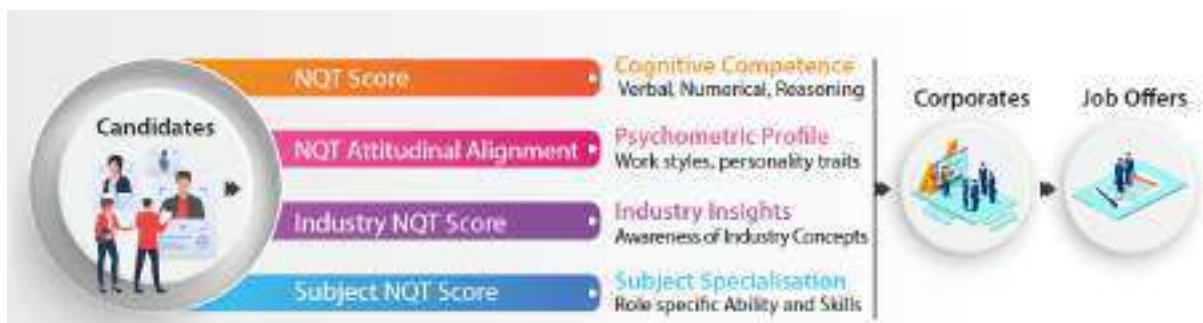 Candidates
NQT Score
Cognitive Competence
Verbal, Numerical, Reasoning
NQT Attitudinal Alignment
Psychometric Profile
Work styles, personality traits
Industry NQT Score
Industry Insights
Awareness of Industry Concepts
Subject NQT Score
Subject Specialisation
Role specific Ability and Skills
Corporates
Job Offers